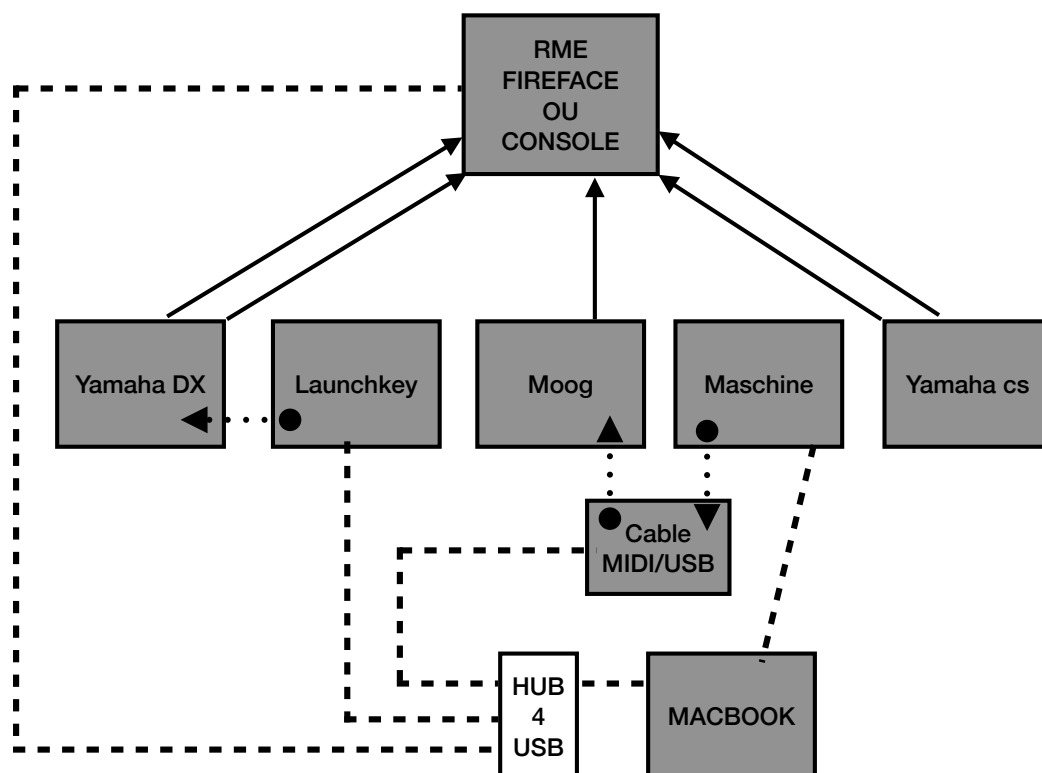 RME
FIREFACE
OU
CONSOLE
Yamaha DX
Launchkey
Moog
Maschine
Yamaha cs
Cable
MIDI/USB
HUB
4
USB
MACBOOK